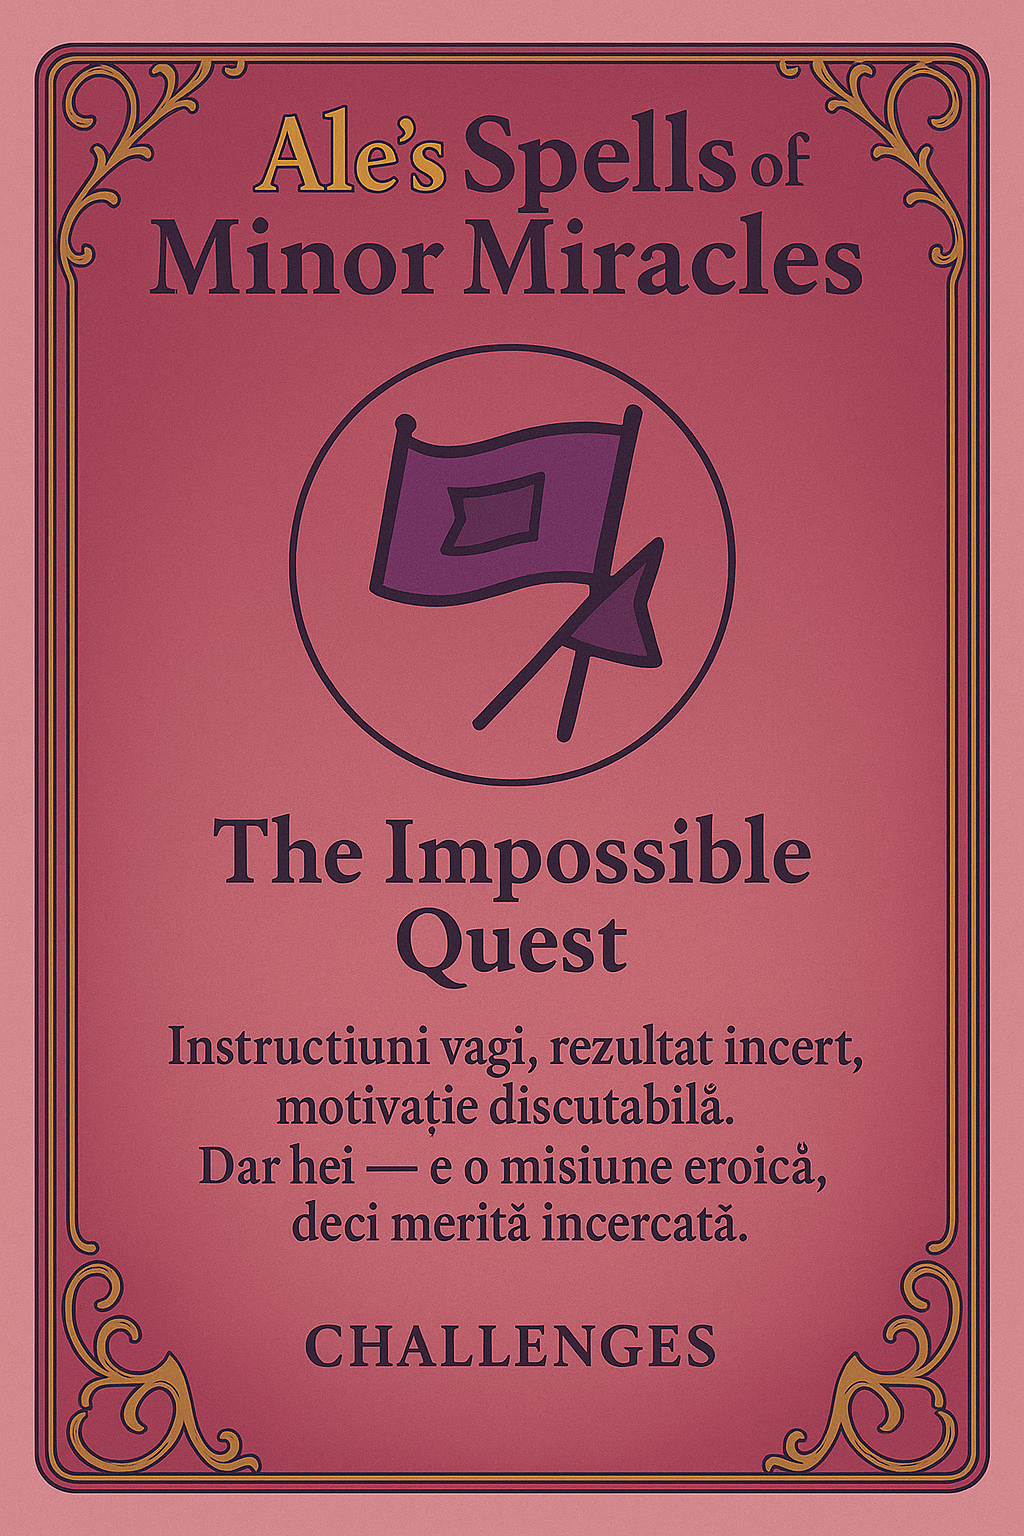 Ale's Spells of
Minor Miracles
The Impossible
Quest
Instructiuni vagi, rezultat incert,
motivație discutabilă.
Dar hei — e o misiune eroică,
deci merită incercată.
CHALLENGES